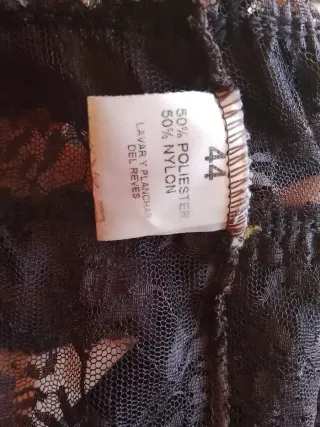 44
50% POLIESTER
50% NYLON
LAVAR Y PLANCHAR
DEL REVES